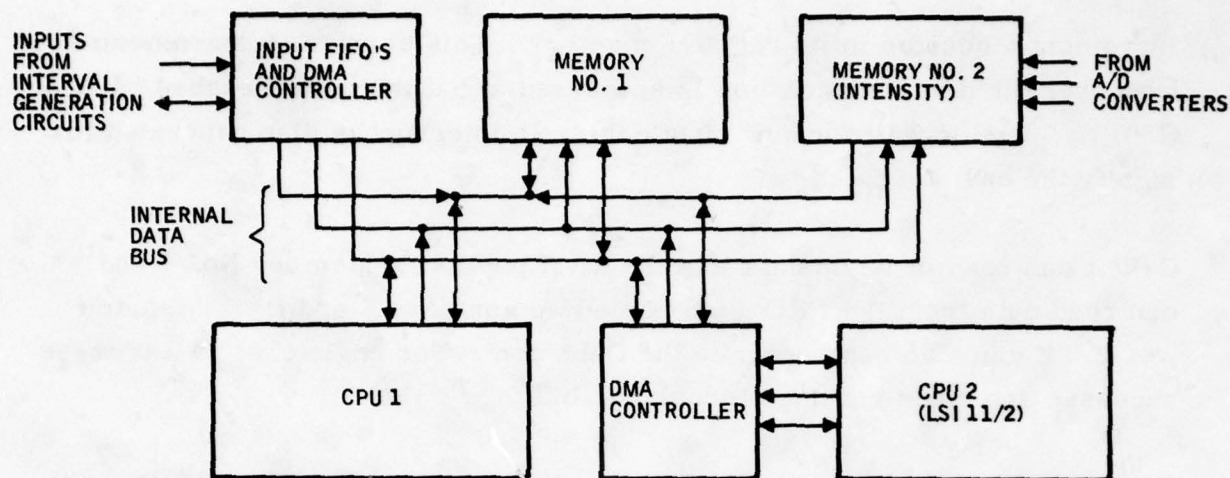 INPUTS
FROM
INTERVAL
GENERATION
CIRCUITS
INPUT FIFO'S
AND DMA
CONTROLLER
MEMORY
NO. 1
MEMORY NO. 2
(INTENSITY)
FROM
A/D
CONVERTERS
INTERNAL
DATA
BUS
CPU 1
DMA
CONTROLLER
CPU 2
(LSI 11/2)